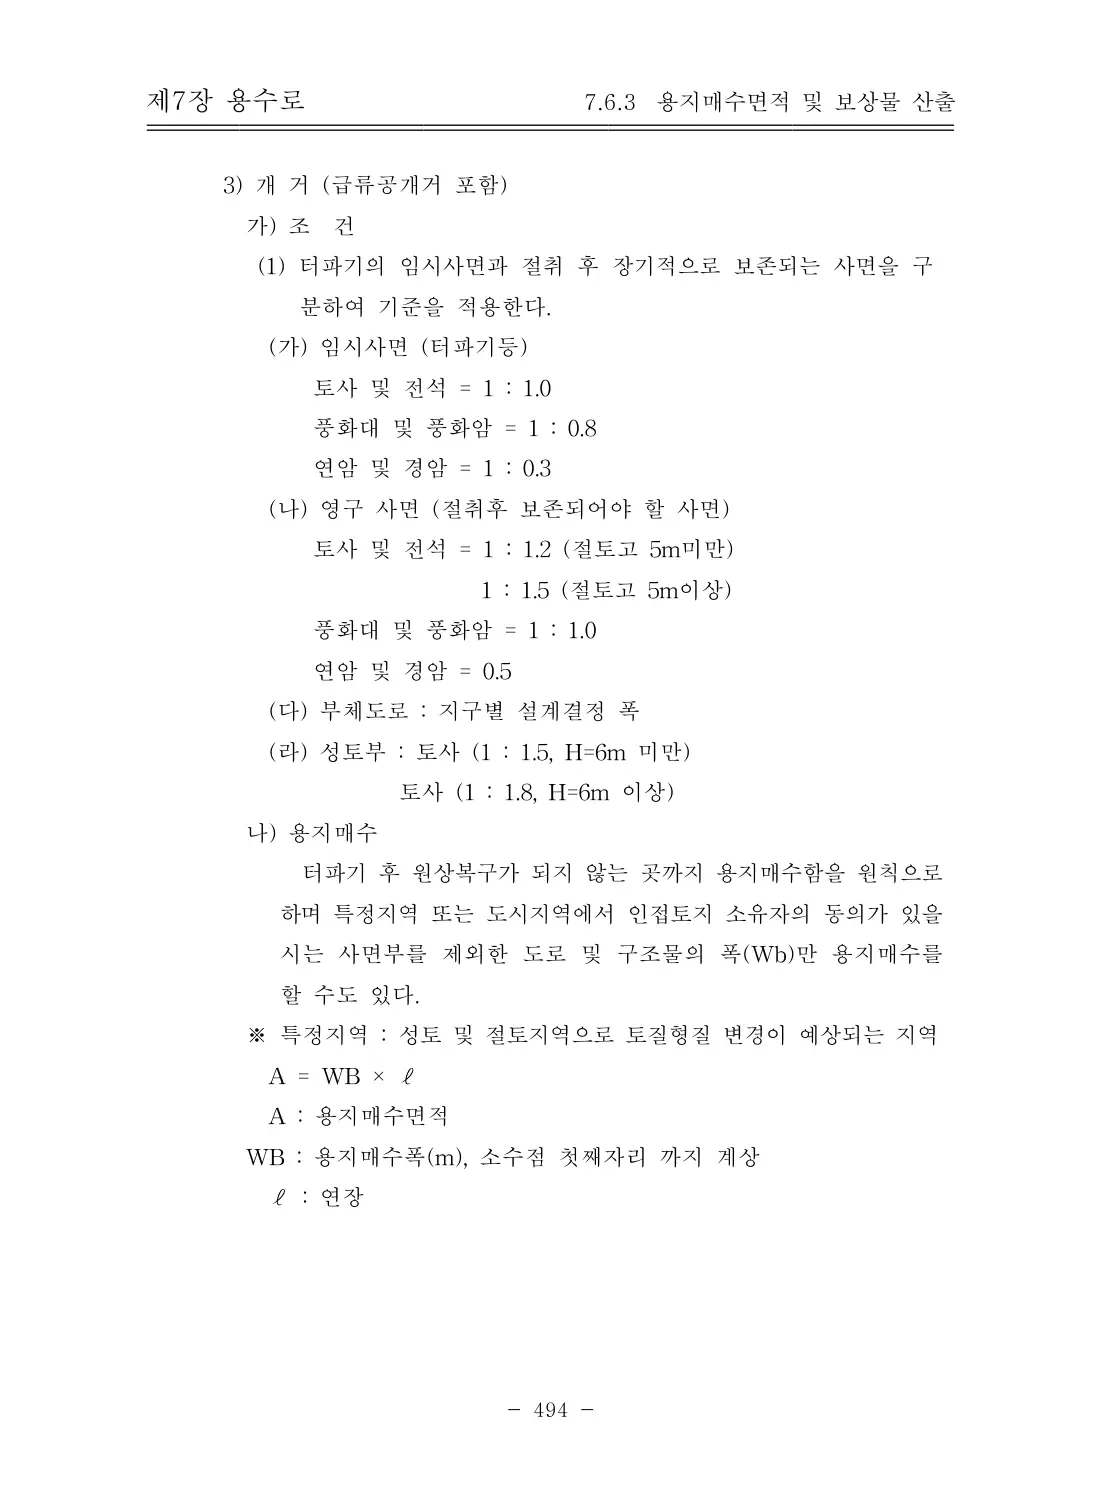 제7장 용수로 7.6.3 용지매수면적 및 보상물 산출
3) 개 거 (급류공개거 포함)
가) 조 건
(1) 터파기의 임시사면과 절취 후 장기적으로 보존되는 사면을 구
분하여 기준을 적용한다.
(가) 임시사면 (터파기등)
토사 및 전석 = 1 : 1.0
풍화대 및 풍화암 = 1 : 0.8
연암 및 경암 = 1 : 0.3
(나) 영구 사면 (절취후 보존되어야 할 사면)
토사 및 전석 = 1 : 1.2 (절토고 5m미만)
1 : 1.5 (절토고 5m이상)
풍화대 및 풍화암 = 1 : 1.0
연암 및 경암 = 0.5
(다) 부체도로 : 지구별 설계결정 폭
(라) 성토부 : 토사 (1 : 1.5, H=6m 미만)
토사 (1 : 1.8, H=6m 이상)
나) 용지매수
터파기 후 원상복구가 되지 않는 곳까지 용지매수함을 원칙으로
하며 특정지역 또는 도시지역에서 인접토지 소유자의 동의가 있을
시는 사면부를 제외한 도로 및 구조물의 폭(Wb)만 용지매수를
할 수도 있다.
※ 특정지역 : 성토 및 절토지역으로 토질형질 변경이 예상되는 지역
A = WB × ℓ
A : 용지매수면적
WB : 용지매수폭(m), 소수점 첫째자리 까지 계상
ℓ : 연장
- 494 -